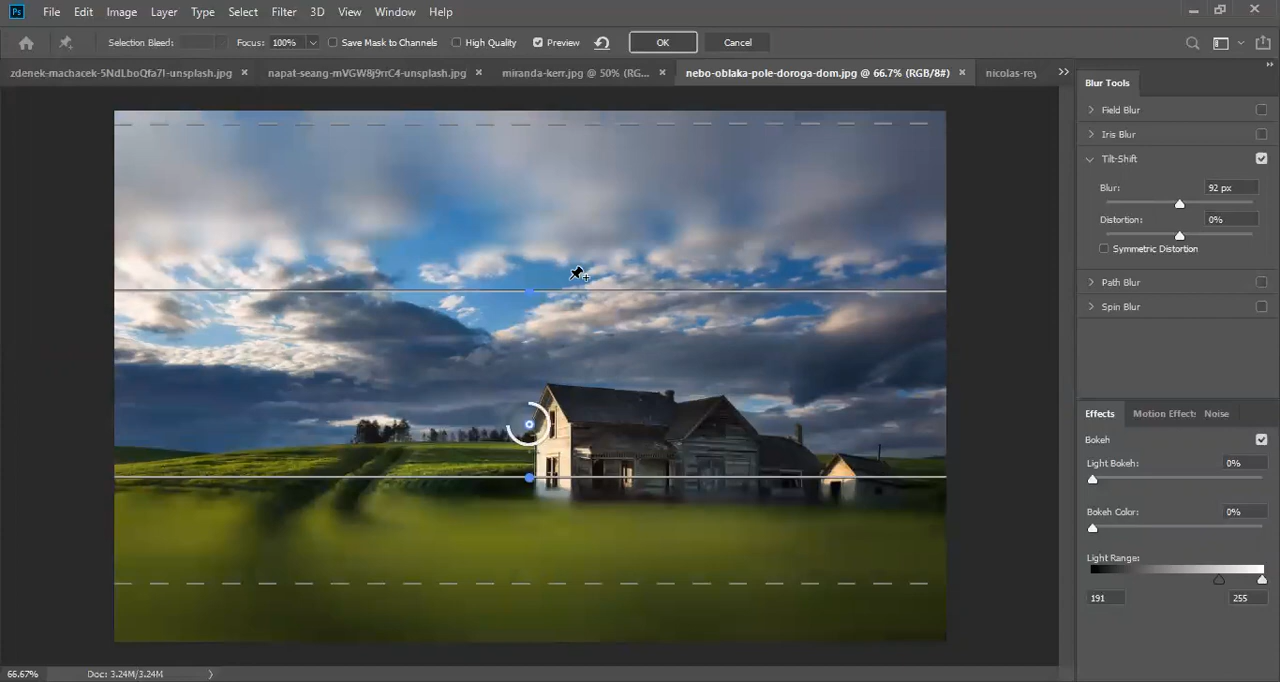 Ps File Edit Image Layer Type Select Filter 3D View Window Help
Selection Bleed: Focus: 100% Save Mask to Channels High Quality Preview OK Cancel
zdenek-machacek-5NdLboQfa7I-unsplash.jpg napat-seang-mVGW8j9rrC4-unsplash.jpg miranda-kerr.jpg @ 50% (RG... nebo-oblaka-pole-doroga-dom.jpg @ 66.7% (RGB/8#) nicolas-rey
Blur Tools
Field Blur
Iris Blur
Tilt-Shift
Blur: 92 px
Distortion: 0%
Symmetric Distortion
Path Blur
Spin Blur
Effects Motion Effects Noise
Bokeh
Light Bokeh: 0%
Bokeh Color: 0%
Light Range:
191 255
66.67% Doc: 3.24M/3.24M